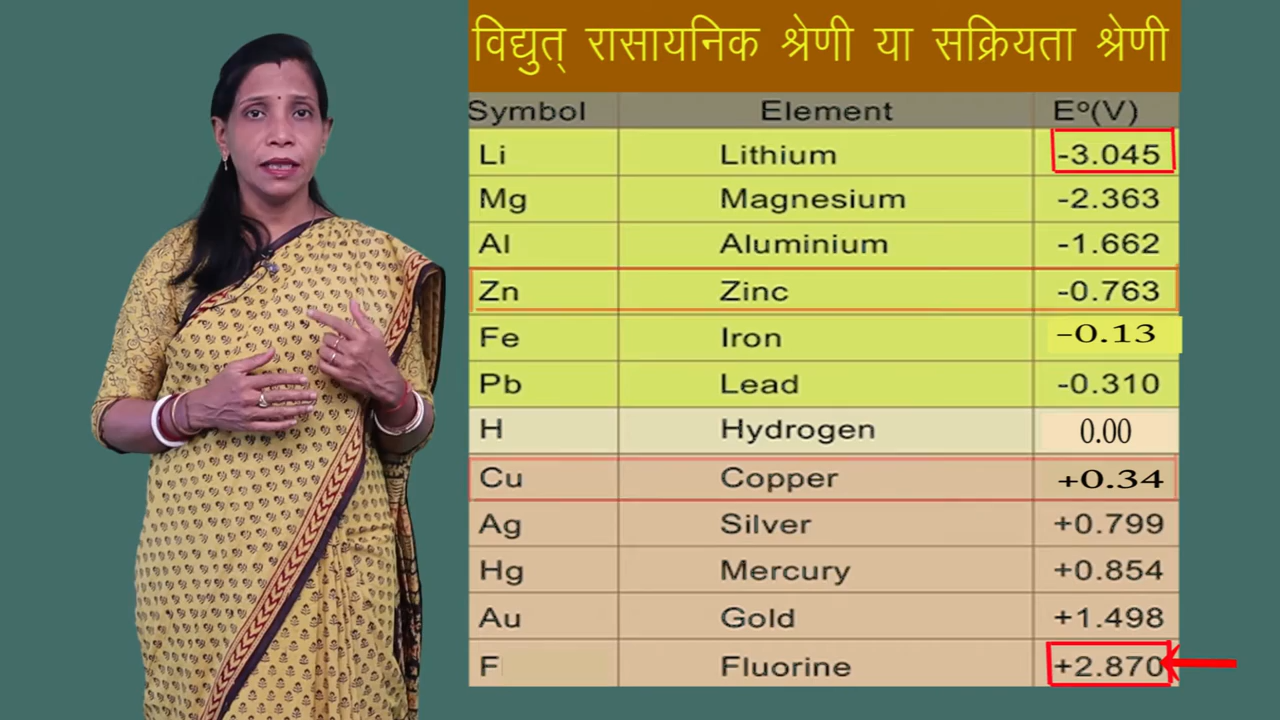 विद्युत् रासायनिक श्रेणी या सक्रियता श्रेणी
Symbol Element E°(V)
Li Lithium -3.045
Mg Magnesium -2.363
Al Aluminium -1.662
Zn Zinc -0.763
Fe Iron -0.13
Pb Lead -0.310
H Hydrogen 0.00
Cu Copper +0.34
Ag Silver +0.799
Hg Mercury +0.854
Au Gold +1.498
F Fluorine +2.870